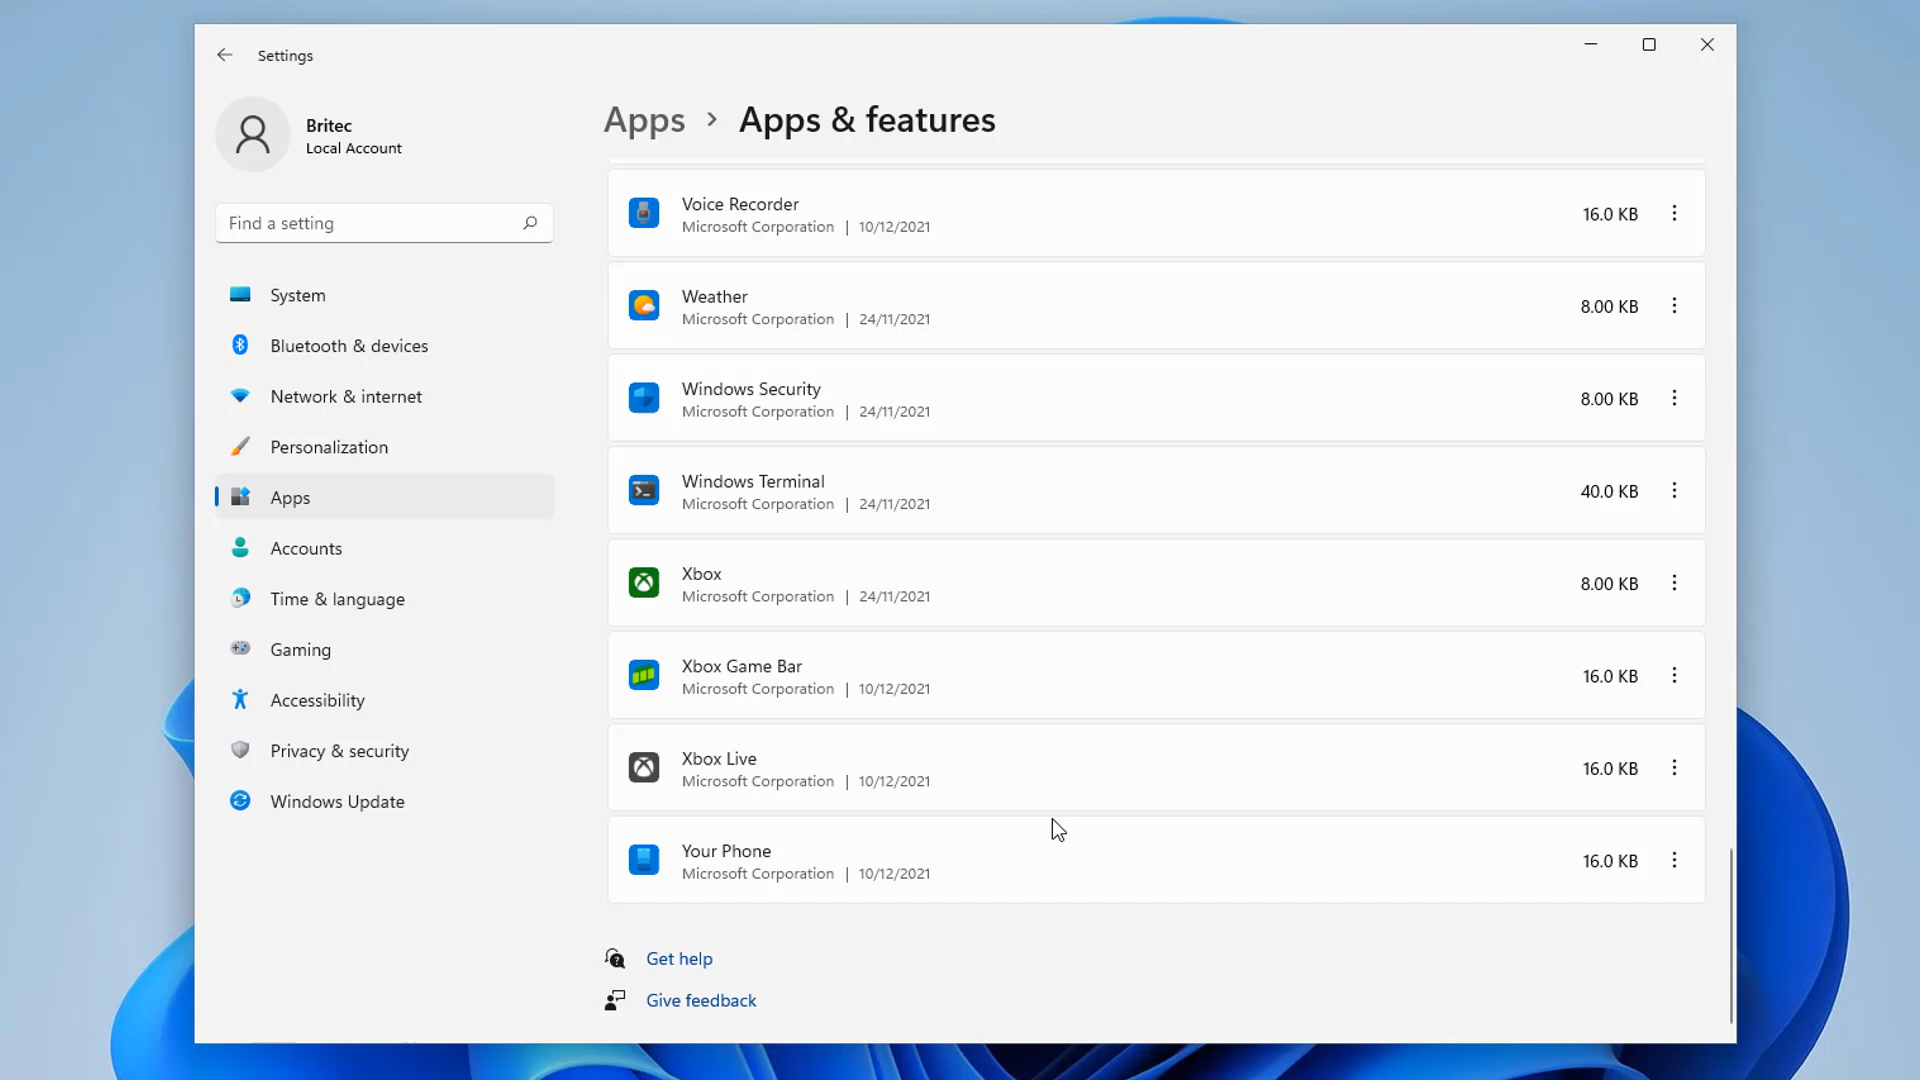 Settings
Britec
Local Account
Find a setting
System
Bluetooth & devices
Network & internet
Personalization
Apps
Accounts
Time & language
Gaming
Accessibility
Privacy & security
Windows Update
Apps > Apps & features
Voice Recorder
Microsoft Corporation | 10/12/2021
16.0 KB
Weather
Microsoft Corporation | 24/11/2021
8.00 KB
Windows Security
Microsoft Corporation | 24/11/2021
8.00 KB
Windows Terminal
Microsoft Corporation | 24/11/2021
40.0 KB
Xbox
Microsoft Corporation | 24/11/2021
8.00 KB
Xbox Game Bar
Microsoft Corporation | 10/12/2021
16.0 KB
Xbox Live
Microsoft Corporation | 10/12/2021
16.0 KB
Your Phone
Microsoft Corporation | 10/12/2021
16.0 KB
Get help
Give feedback